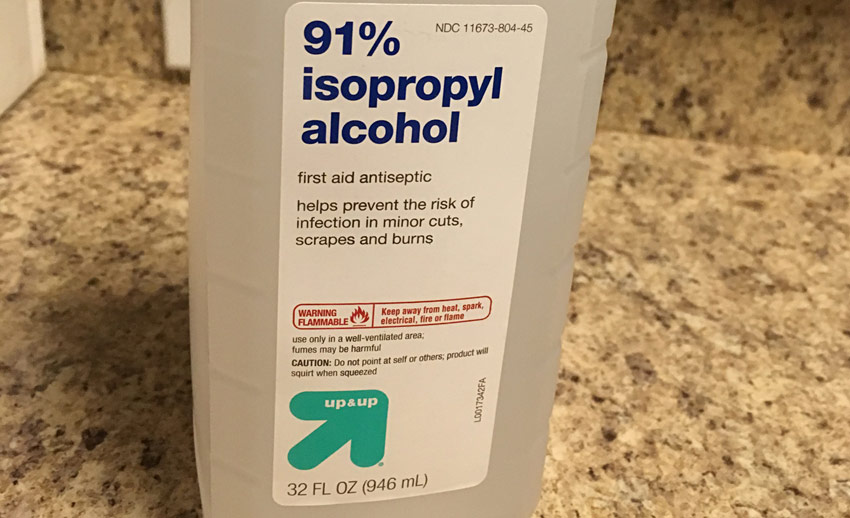 91%
NDC 11673-804-45
isopropyl
alcohol
first aid antiseptic
helps prevent the risk of
infection in minor cuts,
scrapes and burns
WARNING
FLAMMABLE
Keep away from heat, spark,
electrical, fire or flame
use only in a well-ventilated area;
fumes may be harmful
CAUTION: Do not point at self or others; product will
squirt when squeezed
up&up
L0017342FA
32 FL OZ (946 mL)